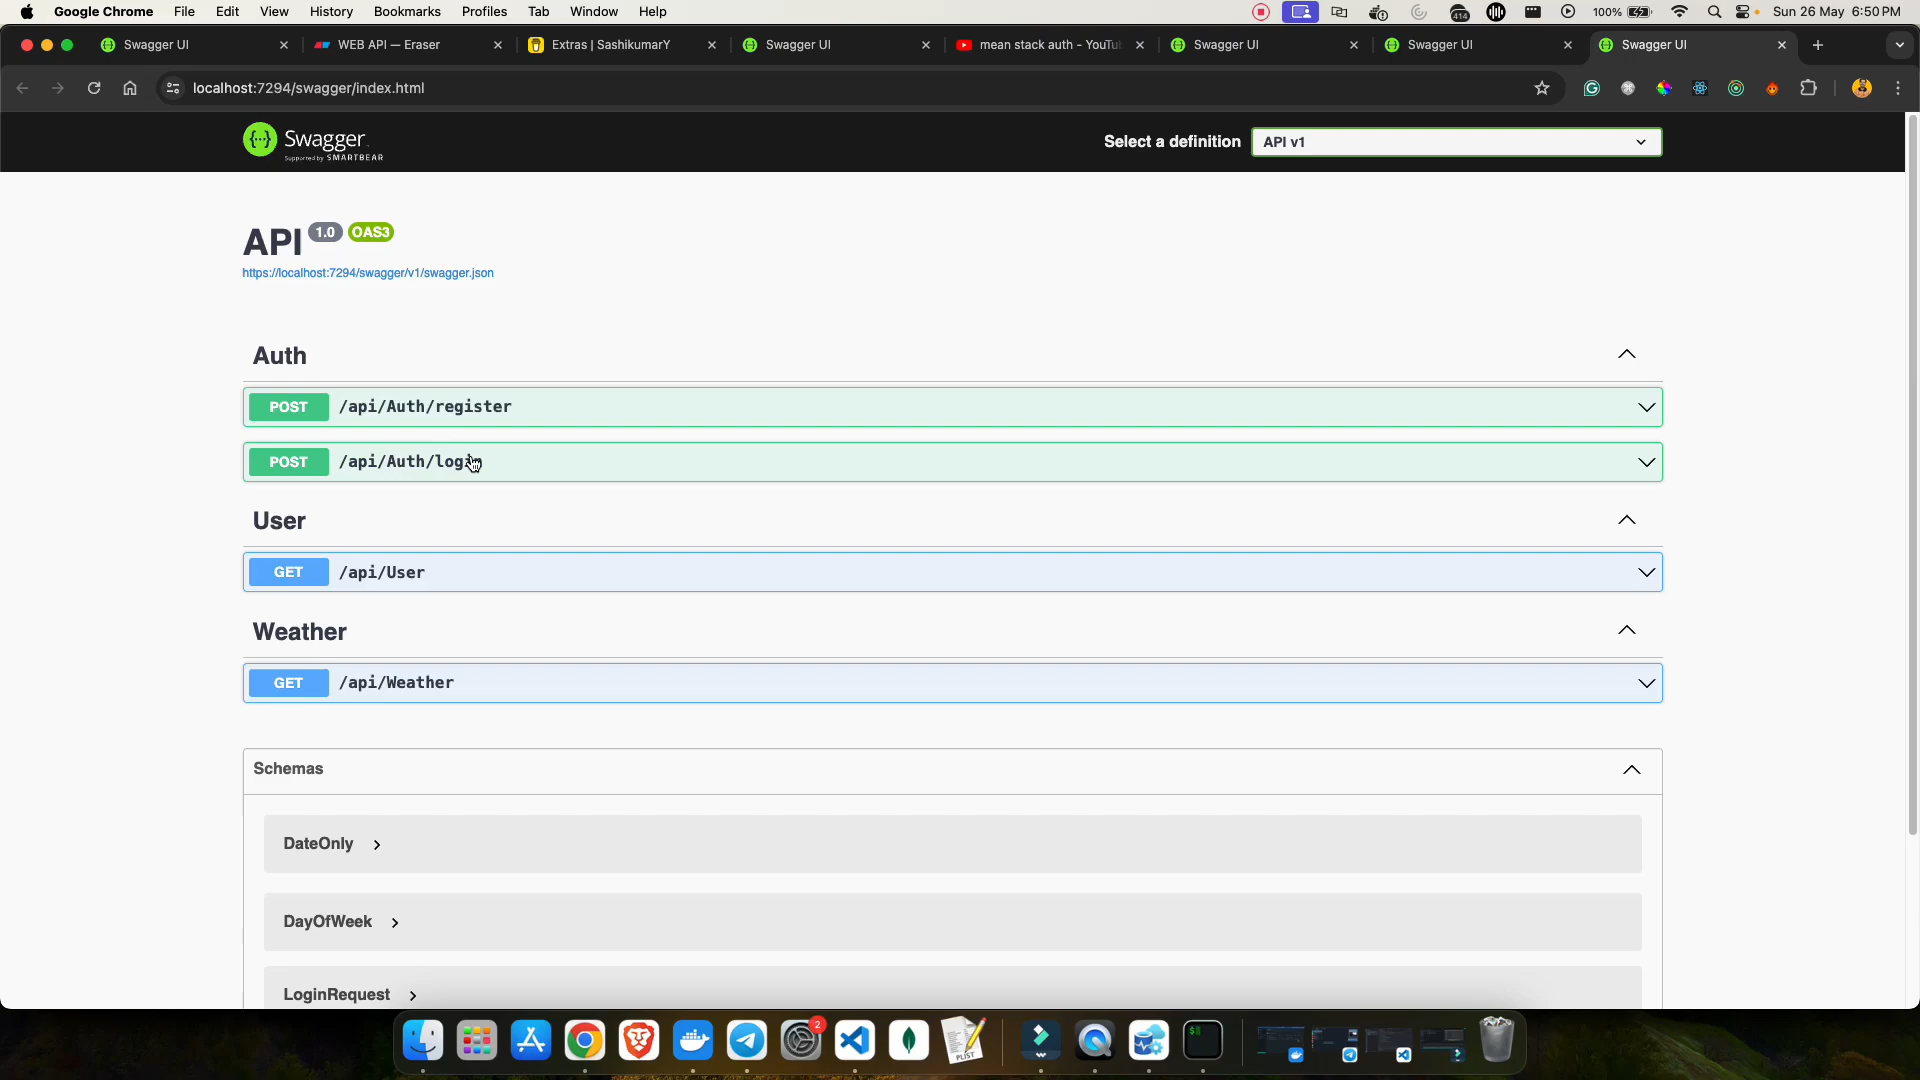 Google Chrome File Edit View History Bookmarks Profiles Tab Window Help 414 100% Sun 26 May 6:50 PM
Swagger UI WEB API — Eraser Extras | SashikumarY Swagger UI mean stack auth - YouTu Swagger UI Swagger UI Swagger UI
localhost:7294/swagger/index.html
Swagger
Supported by SMARTBEAR
Select a definition API v1
API 1.0 OAS3
https://localhost:7294/swagger/v1/swagger.json
Auth
POST /api/Auth/register
POST /api/Auth/login
User
GET /api/User
Weather
GET /api/Weather
Schemas
DateOnly
DayOfWeek
LoginRequest
2
PLIST